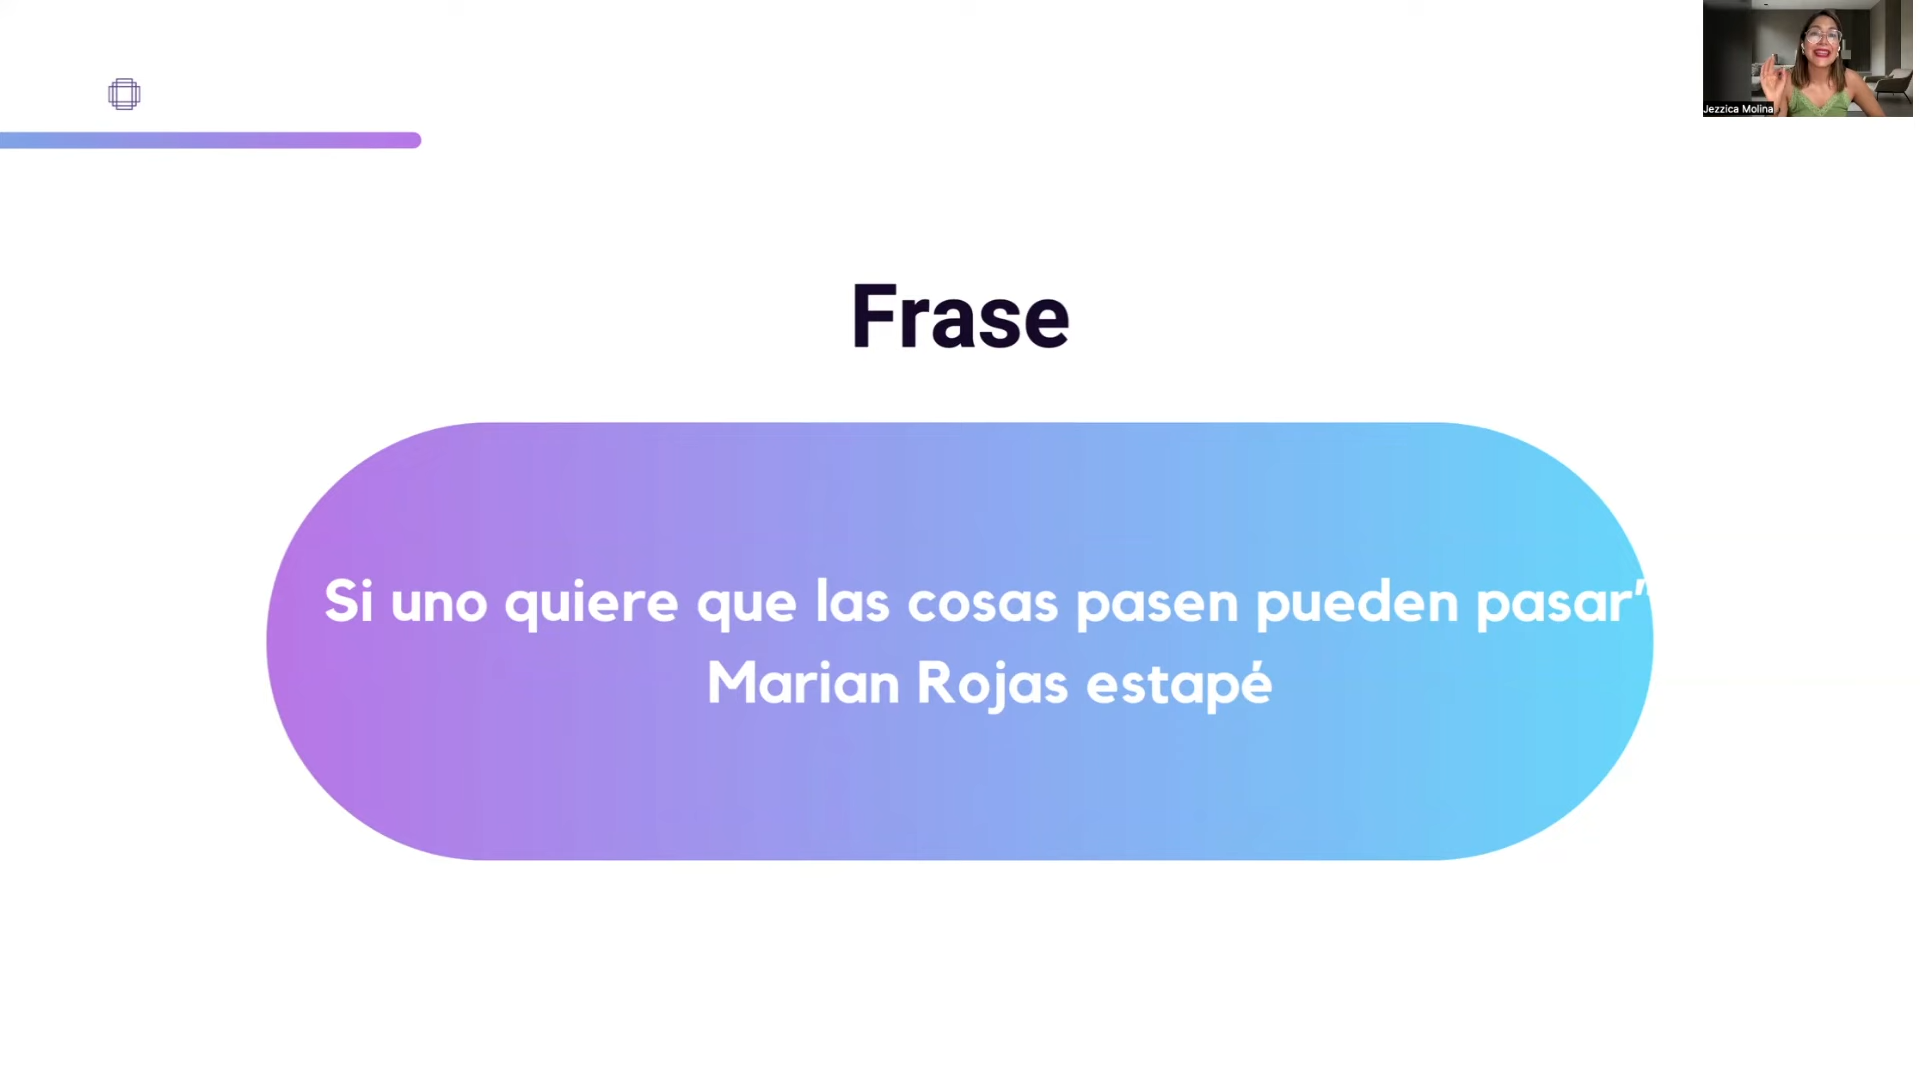 Jezzica Molina
Frase
Si uno quiere que las cosas pasen pueden pasar"
Marian Rojas estapé